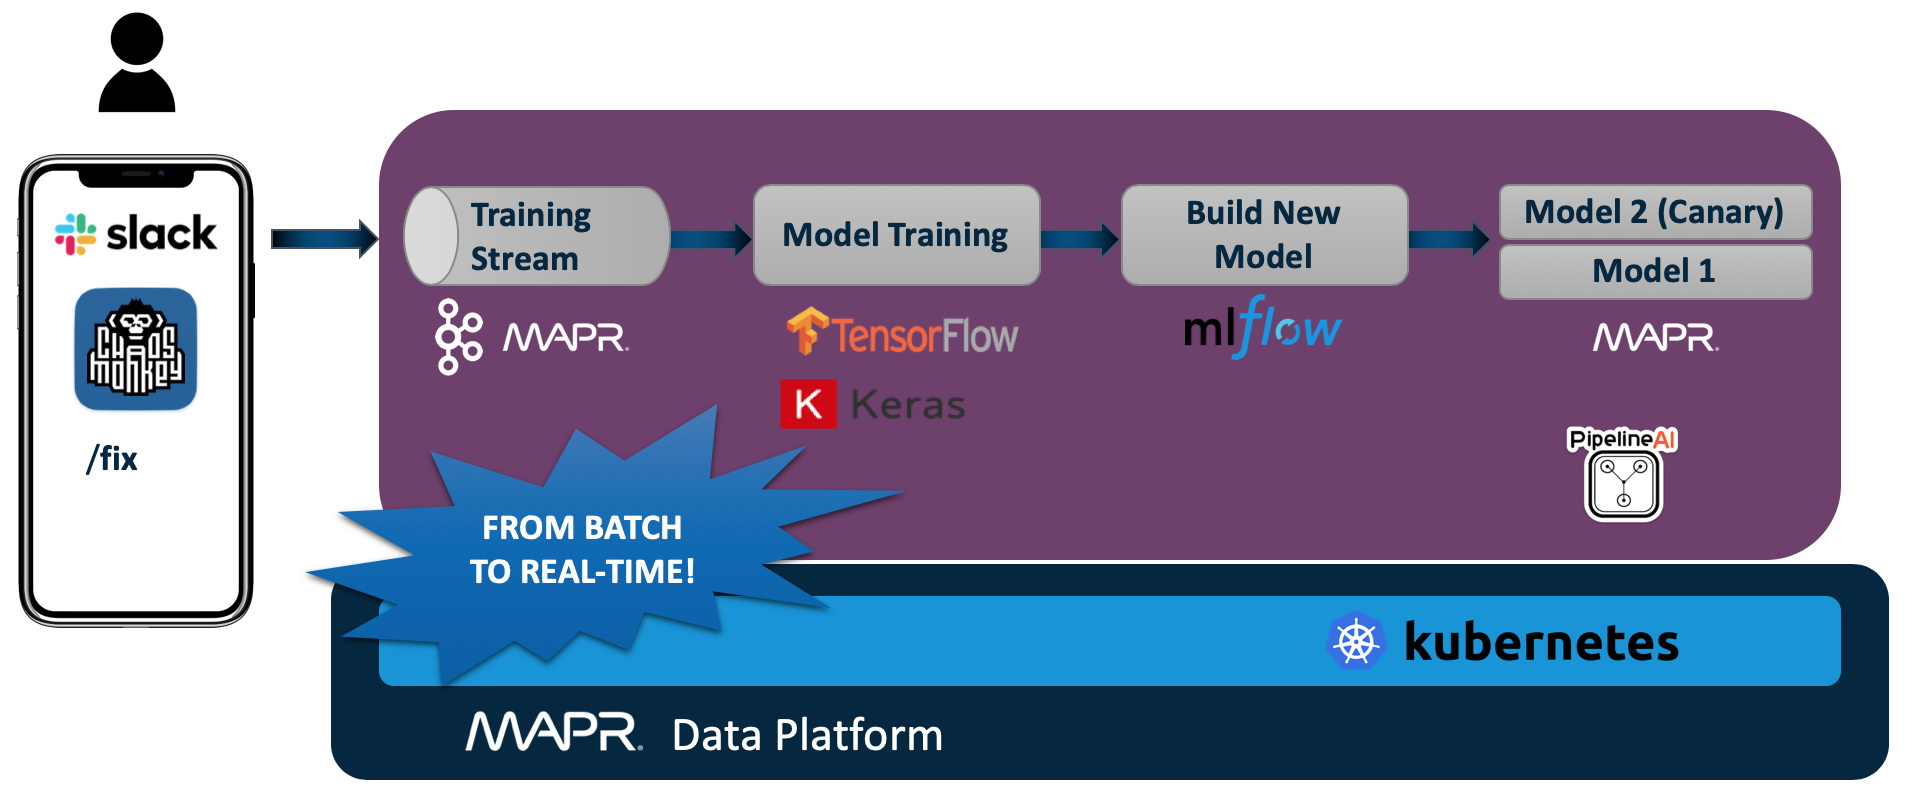 slack
CHAOS
MONKEY
/fix
Training
Stream
MAPR.
Model Training
TensorFlow
K Keras
Build New
Model
mlflow
Model 2 (Canary)
Model 1
MAPR.
PipelineAI
FROM BATCH
TO REAL-TIME!
kubernetes
MAPR. Data Platform